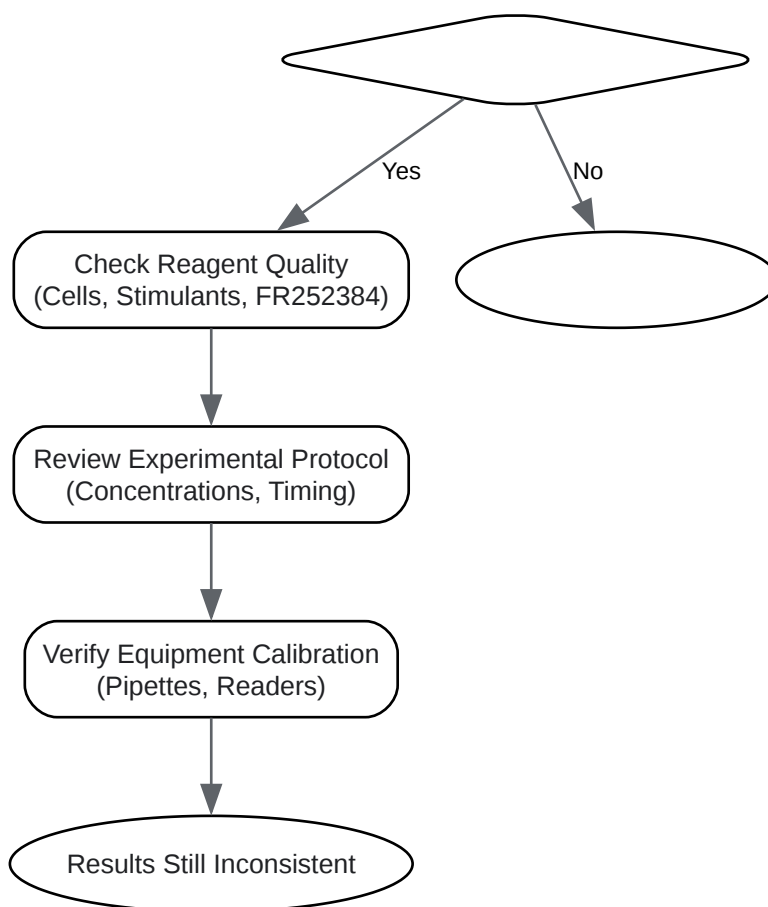 Yes
No
Check Reagent Quality
(Cells, Stimulants, FR252384)
Review Experimental Protocol
(Concentrations, Timing)
Verify Equipment Calibration
(Pipettes, Readers)
Results Still Inconsistent